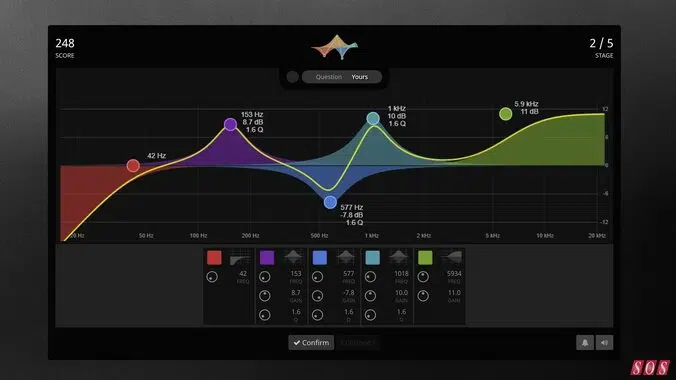 248
SCORE
2 / 5
STAGE
Question Yours
153 Hz
8.7 dB
1.6 Q
1 kHz
10 dB
1.6 Q
5.9 kHz
11 dB
42 Hz
577 Hz
-7.8 dB
1.6 Q
12
6
0
-6
-12
20 Hz 50 Hz 100 Hz 200 Hz 500 Hz 1 kHz 2 kHz 5 kHz 10 kHz 20 kHz
42 153 577 1018 5934
FREQ FREQ FREQ FREQ FREQ
8.7 -7.8 10.0 11.0
GAIN GAIN GAIN GAIN
1.6 1.6 1.6
Q Q Q
Confirm
SOS